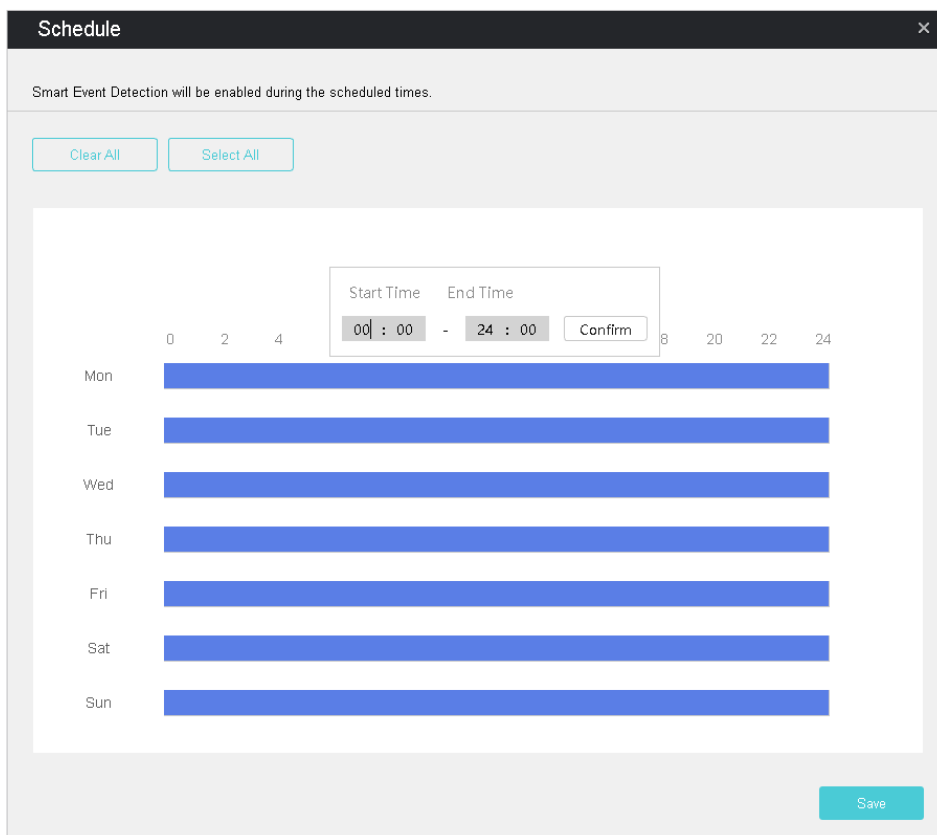 Schedule ×
Smart Event Detection will be enabled during the scheduled times.
Clear All Select All
Start Time End Time
00 : 00 - 24 : 00 Confirm
0 2 4 8 20 22 24
Mon
Tue
Wed
Thu
Fri
Sat
Sun
Save